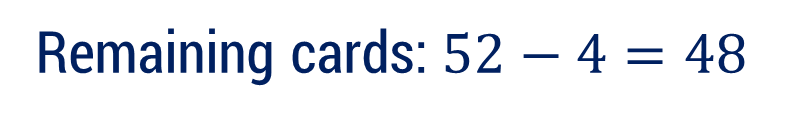 Remaining cards: 52 − 4 = 48